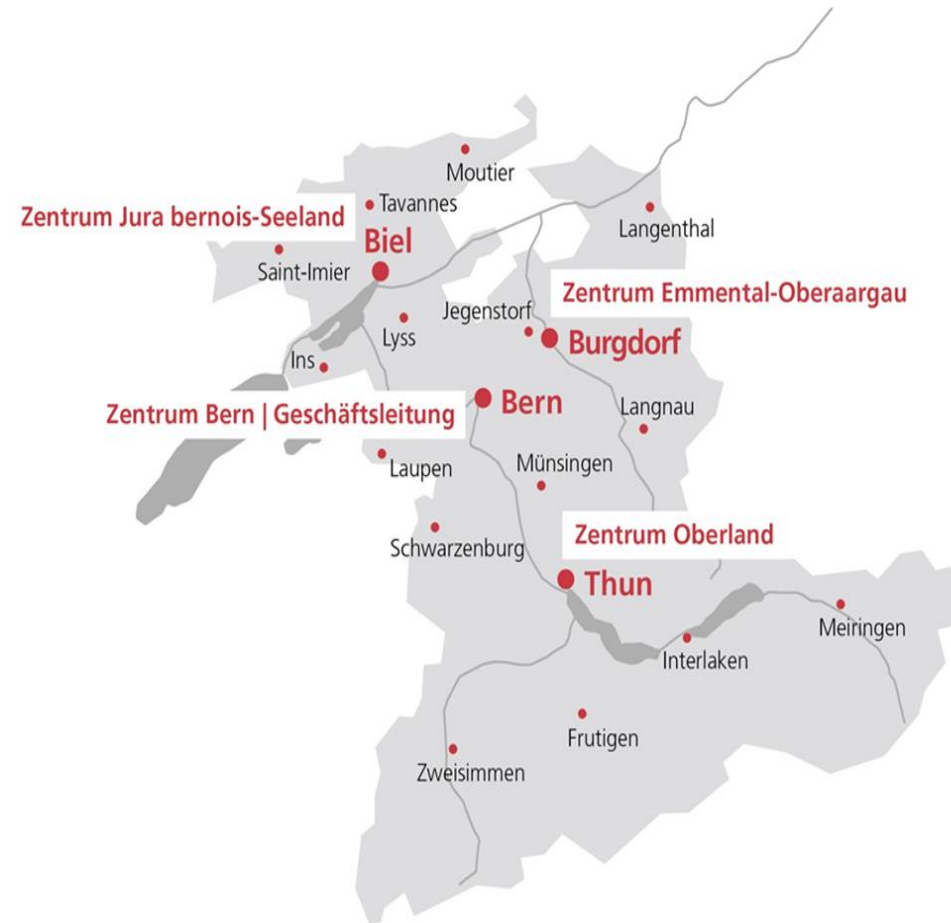 Moutier
Tavannes
Langenthal
Zentrum Jura bernois-Seeland
Biel
Saint-Imier
Zentrum Emmental-Oberaargau
Jegenstorf
Lyss
Burgdorf
Ins
Bern
Langnau
Zentrum Bern | Geschäftsleitung
Laupen
Münsingen
Schwarzenburg
Zentrum Oberland
Thun
Meiringen
Interlaken
Frutigen
Zweisimmen